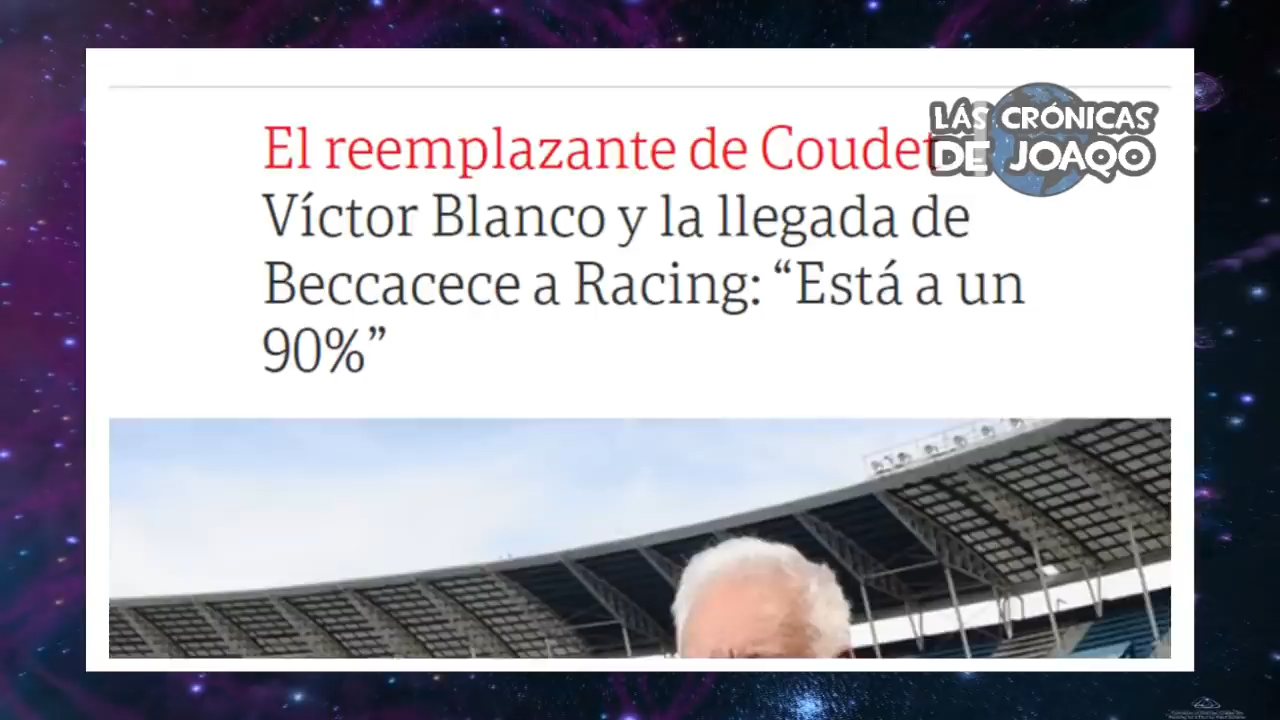 El reemplazante de Coudet
Víctor Blanco y la llegada de
Beccacece a Racing: “Está a un
90%”
LAS CRÓNICAS
DE JOAQO